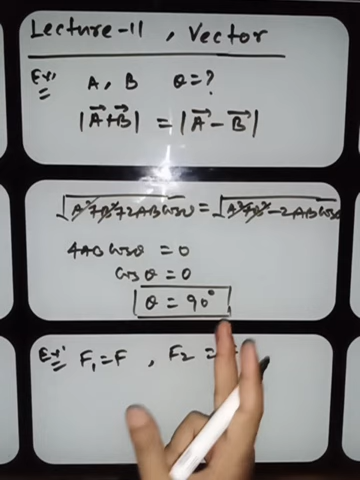 Lecture-11, Vector
Ex:
A, B θ=?
|A⃗+B⃗| = |A⃗-B⃗|
√A²+B²+2ABcosθ = √A²+B²-2ABcosθ
4ABcosθ = 0
cosθ = 0
θ = 90°
Ex: F₁=F , F₂ =